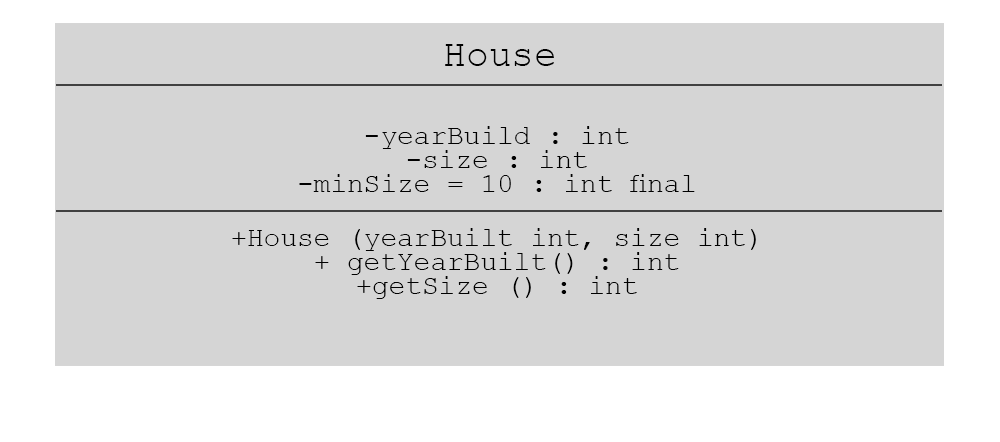 House
-yearBuild : int
-size : int
-minSize = 10 : int final
+House (yearBuilt int, size int)
+ getYearBuilt() : int
+getSize () : int